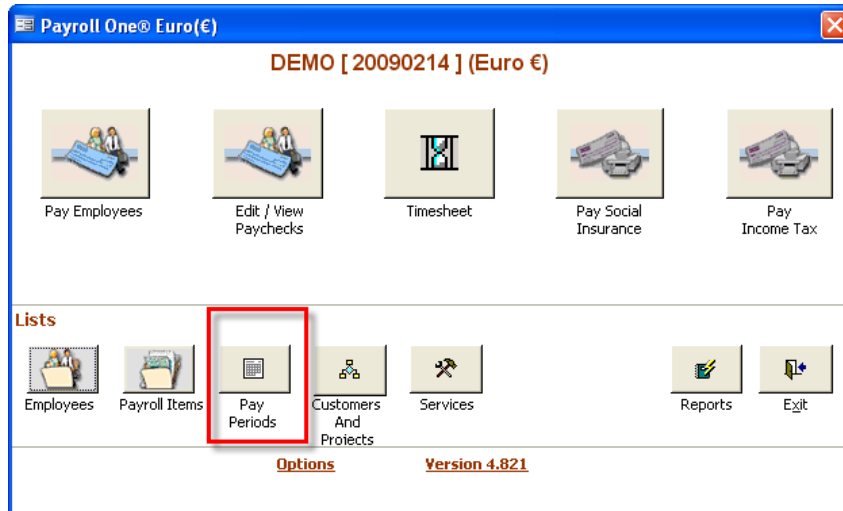 Payroll One® Euro(€)
DEMO [ 20090214 ] (Euro €)
Pay Employees
Edit / View
Paychecks
Timesheet
Pay Social
Insurance
Pay
Income Tax
Lists
Employees
Payroll Items
Pay
Periods
Customers
And
Projects
Services
Reports
Exit
Options
Version 4.821